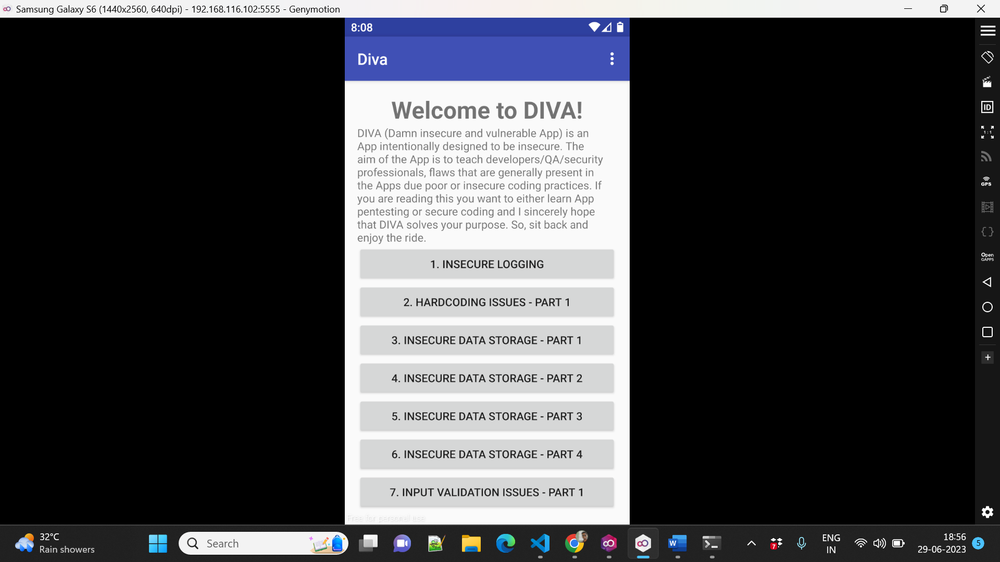 Samsung Galaxy S6 (1440x2560, 640dpi) - 192.168.116.102:5555 - Genymotion
8:08
Diva
Welcome to DIVA!
DIVA (Damn insecure and vulnerable App) is an
App intentionally designed to be insecure. The
aim of the App is to teach developers/QA/security
professionals, flaws that are generally present in
the Apps due poor or insecure coding practices. If
you are reading this you want to either learn App
pentesting or secure coding and I sincerely hope
that DIVA solves your purpose. So, sit back and
enjoy the ride.
1. INSECURE LOGGING
2. HARDCODING ISSUES - PART 1
3. INSECURE DATA STORAGE - PART 1
4. INSECURE DATA STORAGE - PART 2
5. INSECURE DATA STORAGE - PART 3
6. INSECURE DATA STORAGE - PART 4
7. INPUT VALIDATION ISSUES - PART 1
Free for personal use
ID
1:1
GPS
Open
GAPPS
32°C
Rain showers
Search
W
7
ENG
IN
18:56
29-06-2023
5